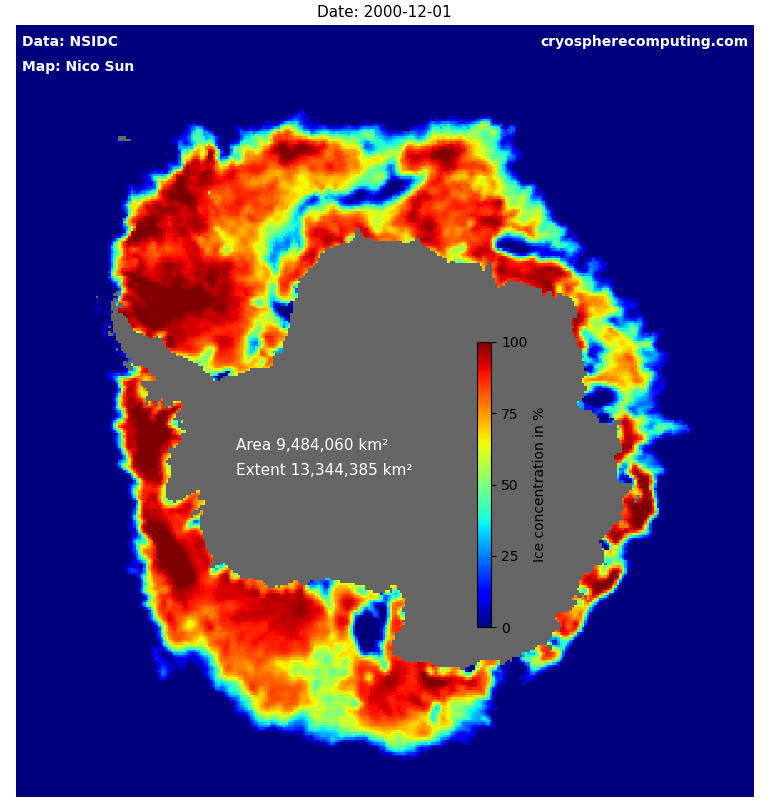 Date: 2000-12-01
Data: NSIDC
cryospherecomputing.com
Map: Nico Sun
100
75
50
25
0
Ice concentration in %
Area 9,484,060 km²
Extent 13,344,385 km²